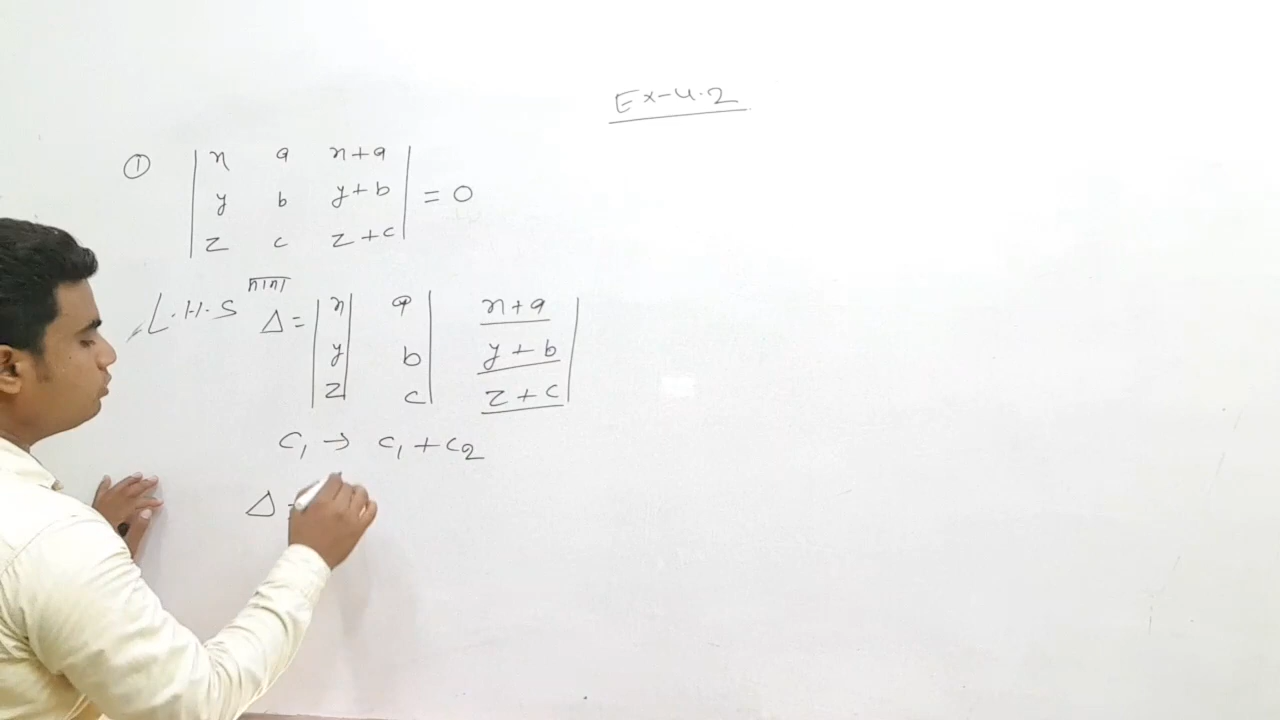 Ex-4.2
① | x a x+a |
| y b y+b | = 0
| z c z+c |
L.H.S Δ = | x | a | x+a |
| y | b | y+b |
| z | c | z+c |
C₁ → C₁ + C₂
Δ =